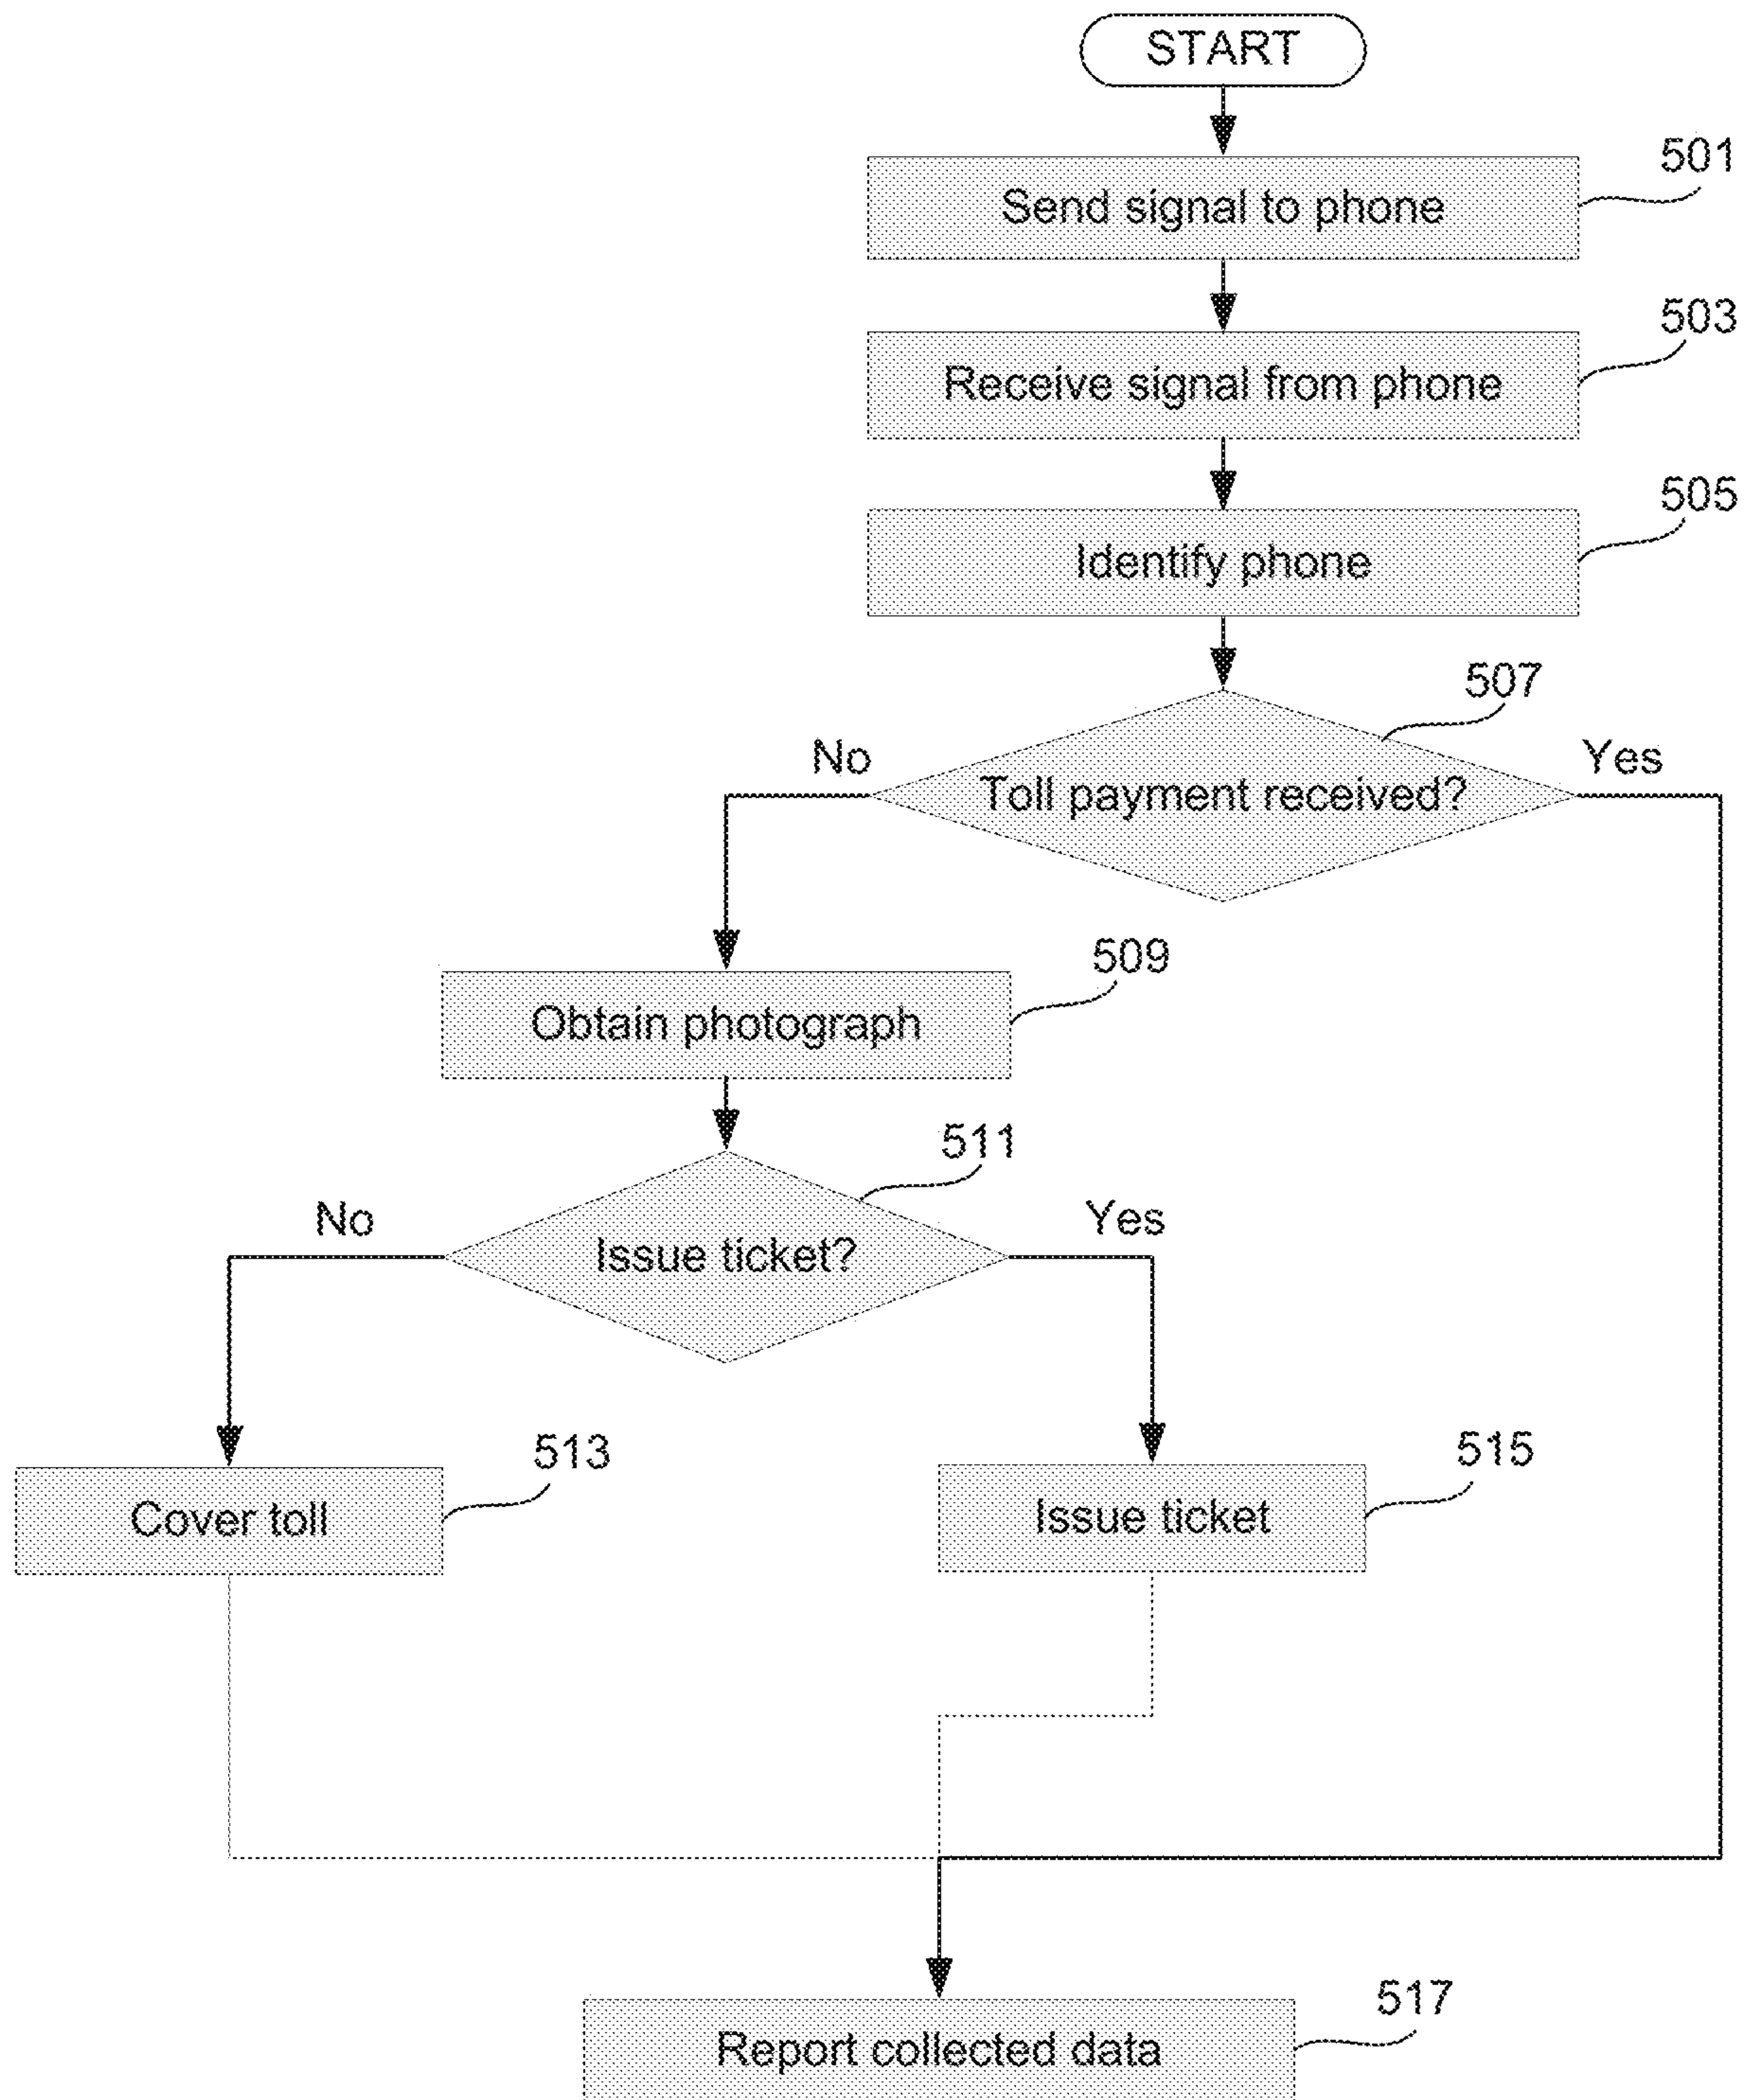 START
501
Send signal to phone
503
Receive signal from phone
505
Identify phone
507
No
Yes
Toll payment received?
509
Obtain photograph
511
No
Yes
Issue ticket?
513
Cover toll
515
Issue ticket
517
Report collected data